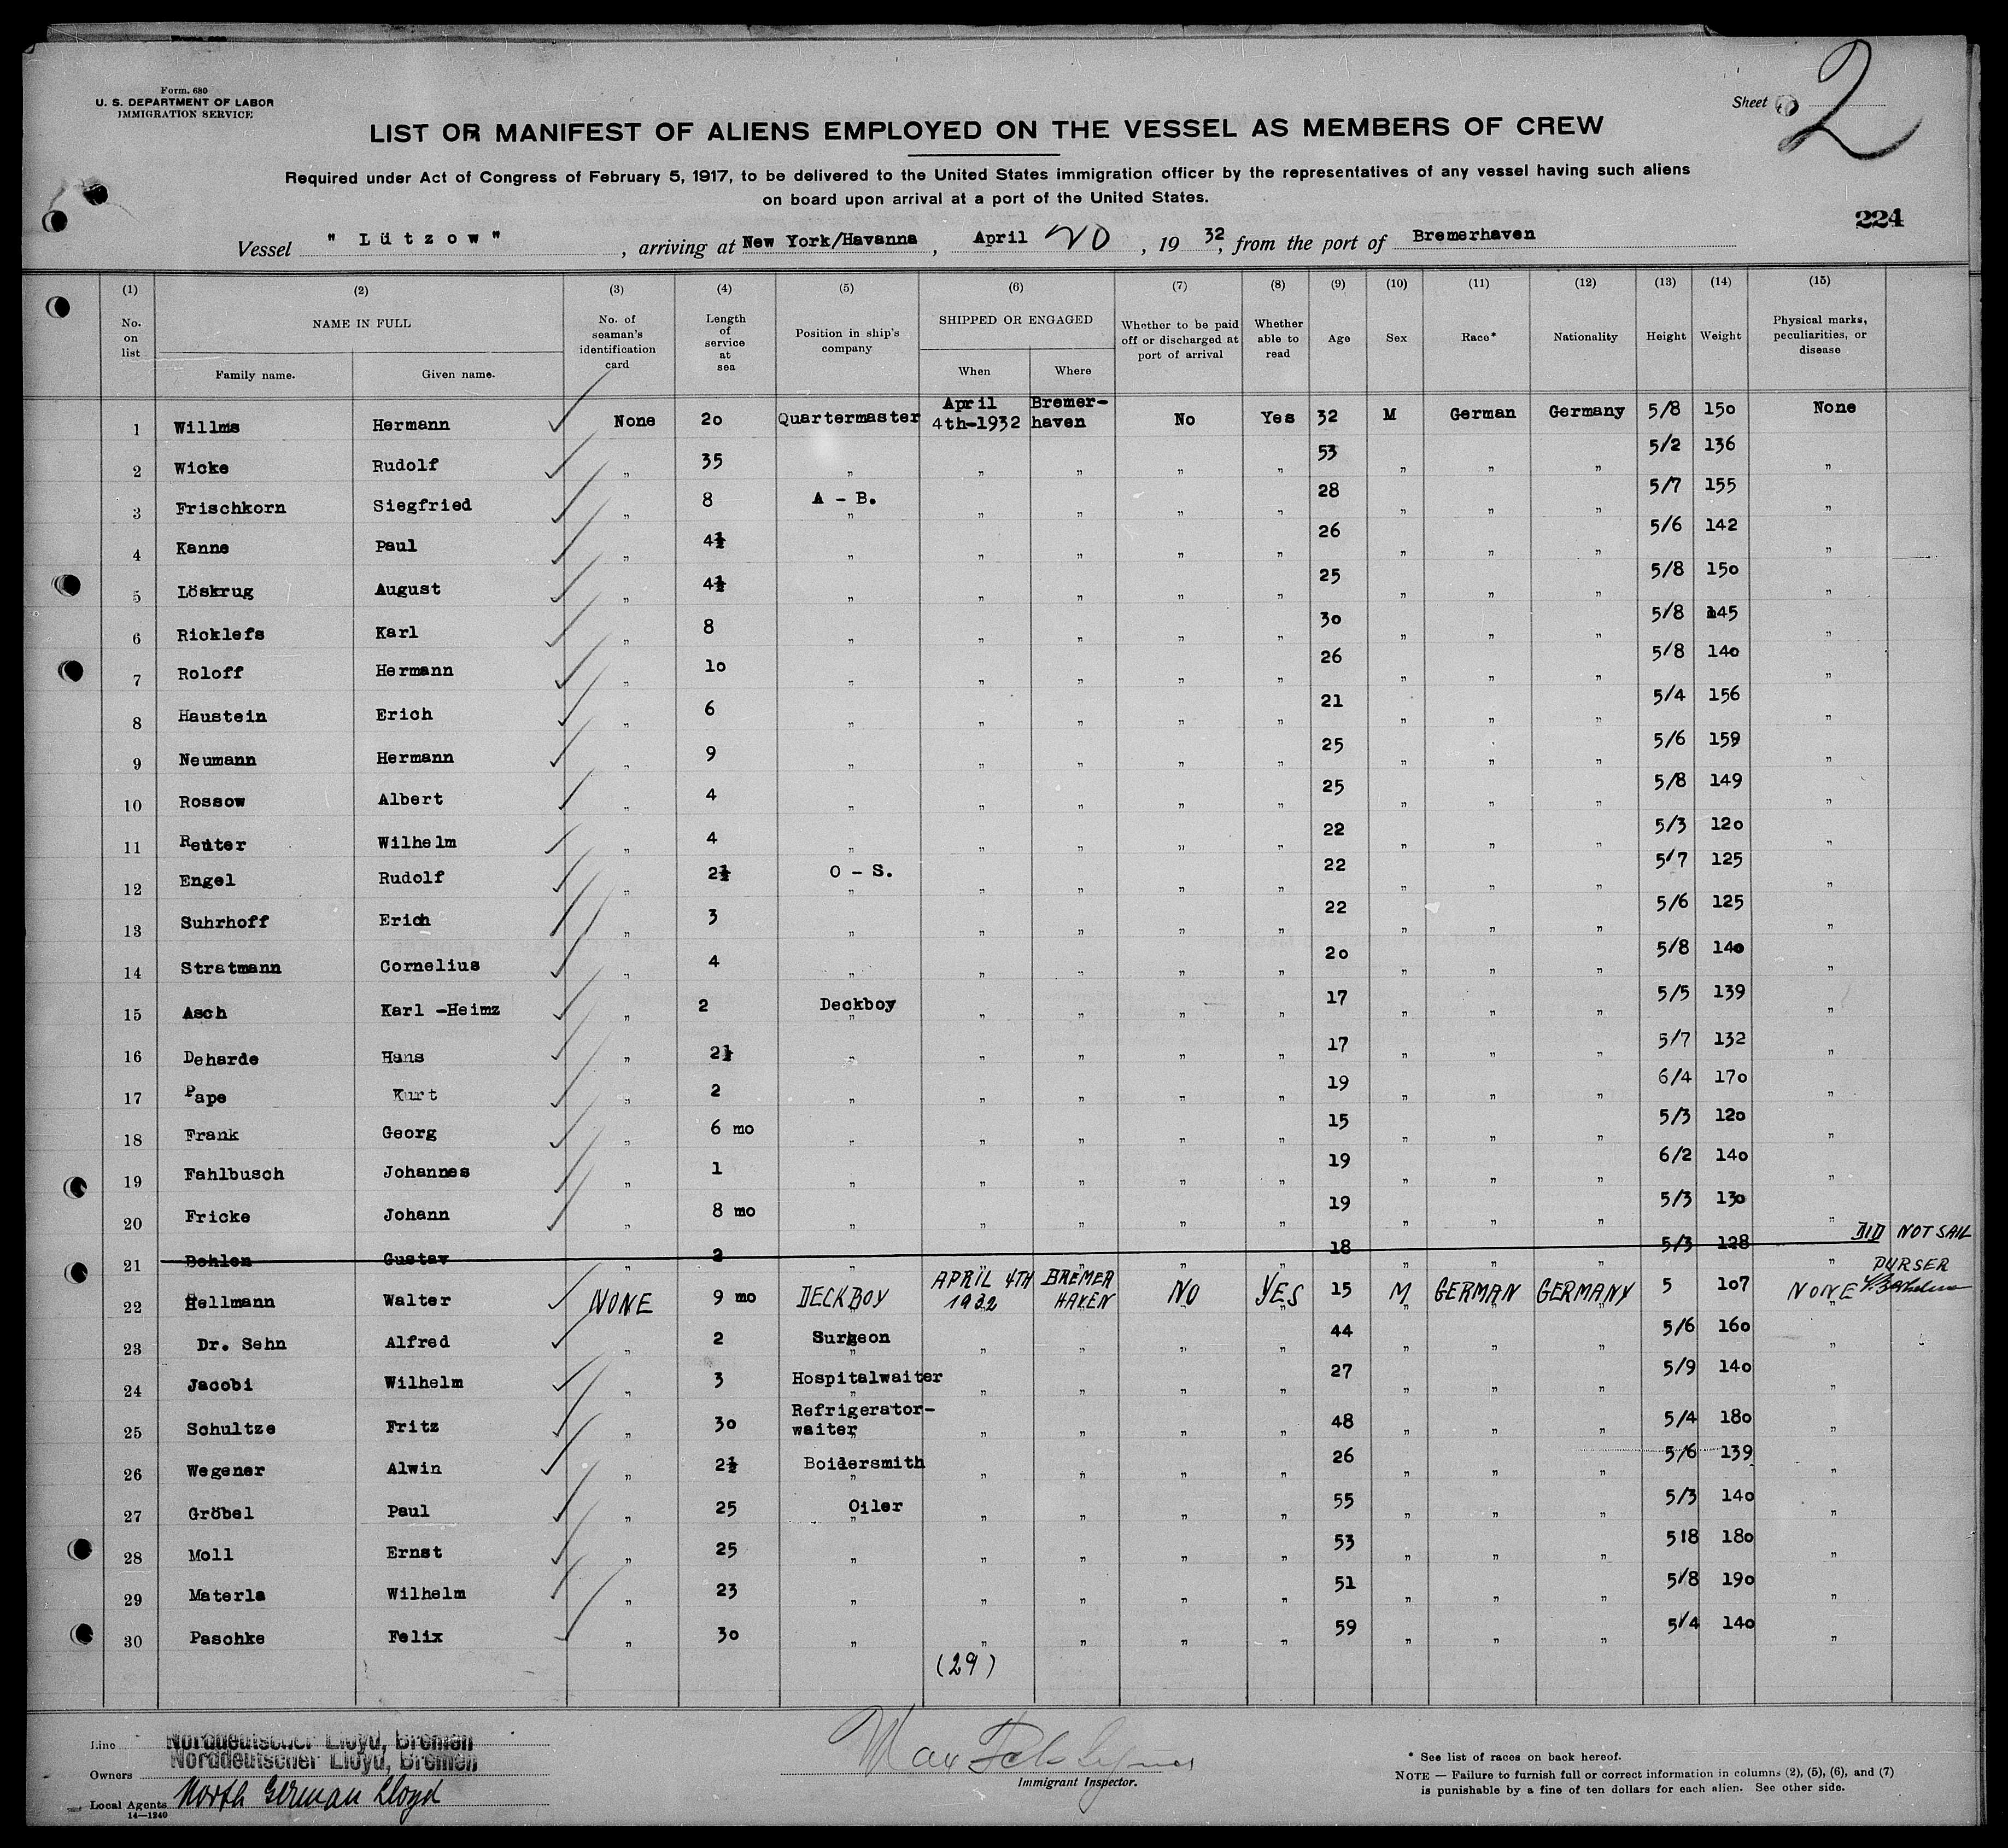 Form. 680
U. S. DEPARTMENT OF LABOR
IMMIGRATION SERVICE
Sheet 2
LIST OR MANIFEST OF ALIENS EMPLOYED ON THE VESSEL AS MEMBERS OF CREW
Required under Act of Congress of February 5, 1917, to be delivered to the United States immigration officer by the representatives of any vessel having such aliens
on board upon arrival at a port of the United States.
224
Vessel "Lützow", arriving at New York/Havanna, April 20, 1932, from the port of Bremerhaven
(1) (2) (3) (4) (5) (6) (7) (8) (9) (10) (11) (12) (13) (14) (15)
No. on list NAME IN FULL Family name. Given name. No. of seaman's identification card Length of service at sea Position in ship's company SHIPPED OR ENGAGED When Where Whether to be paid off or discharged at port of arrival Whether able to read Age Sex Race* Nationality Height Weight Physical marks, peculiarities, or disease
1 Willms Hermann None 20 Quartermaster April 4th-1932 Bremer-haven No Yes 32 M German Germany 5/8 150 None
2 Wicke Rudolf " 35 " " " " " 53 " " " 5/2 136 "
3 Frischkorn Siegfried " 8 A - B. " " " " " 28 " " " 5/7 155 "
4 Kanne Paul " 4½ " " " " " 26 " " " 5/6 142 "
5 Löskrug August " 4½ " " " " " 25 " " " 5/8 150 "
6 Ricklefs Karl " 8 " " " " " 30 " " " 5/8 145 "
7 Roloff Hermann " 10 " " " " " 26 " " " 5/8 140 "
8 Haustein Erich " 6 " " " " " 21 " " " 5/4 156 "
9 Neumann Hermann " 9 " " " " " 25 " " " 5/6 159 "
10 Rossow Albert " 4 " " " " " 25 " " " 5/8 149 "
11 Reuter Wilhelm " 4 " " " " " 22 " " " 5/3 120 "
12 Engel Rudolf " 2½ O - S. " " " " " 22 " " " 5/7 125 "
13 Suhrhoff Erich " 3 " " " " " 22 " " " 5/6 125 "
14 Stratmann Cornelius " 4 " " " " " 20 " " " 5/8 140 "
15 Asch Karl -Heimz " 2 Deckboy " " " " " 17 " " " 5/5 139 "
16 Deharde Hans " 2½ " " " " " 17 " " " 5/7 132 "
17 Pape Kurt " 2 " " " " " 19 " " " 6/4 170 "
18 Frank Georg " 6 mo " " " " " 15 " " " 5/3 120 "
19 Fahlbusch Johannes " 1 " " " " " 19 " " " 6/2 140 "
20 Fricke Johann " 8 mo " " " " " 19 " " " 5/3 130 "
21 Bohlen Gustav " 2 " " " " " 18 " " " 5/3 128 " DID NOT SAIL
PURSER
22 Hellmann Walter NONE 9 mo DECKBOY APRIL 4TH 1932 BREMER HAVEN NO YES 15 M GERMAN GERMANY 5 107 NONE
23 Dr. Sehn Alfred " 2 Surgeon " " " " " 44 " " " 5/6 160 "
24 Jacobi Wilhelm " 3 Hospitalwaiter " " " " " 27 " " " 5/9 140 "
25 Schultze Fritz " 30 Refrigerator-waiter " " " " " 48 " " " 5/4 180 "
26 Wegener Alwin " 2½ Boilersmith " " " " " 26 " " " 5/6 139 "
27 Gröbel Paul " 25 Oiler " " " " " 55 " " " 5/3 140 "
28 Moll Ernst " 25 " " " " " 53 " " " 518 180 "
29 Materla Wilhelm " 23 " " " " " 51 " " " 5/8 190 "
30 Paschke Felix " 30 " " " " " 59 " " " 5/4 140 "
(29)
Line Norddeutscher Lloyd, Bremen
Owners Norddeutscher Lloyd, Bremen
Local Agents North German Lloyd
14—1240
Max
Immigrant Inspector.
* See list of races on back hereof.
NOTE — Failure to furnish full or correct information in columns (2), (5), (6), and (7)
is punishable by a fine of ten dollars for each alien. See other side.